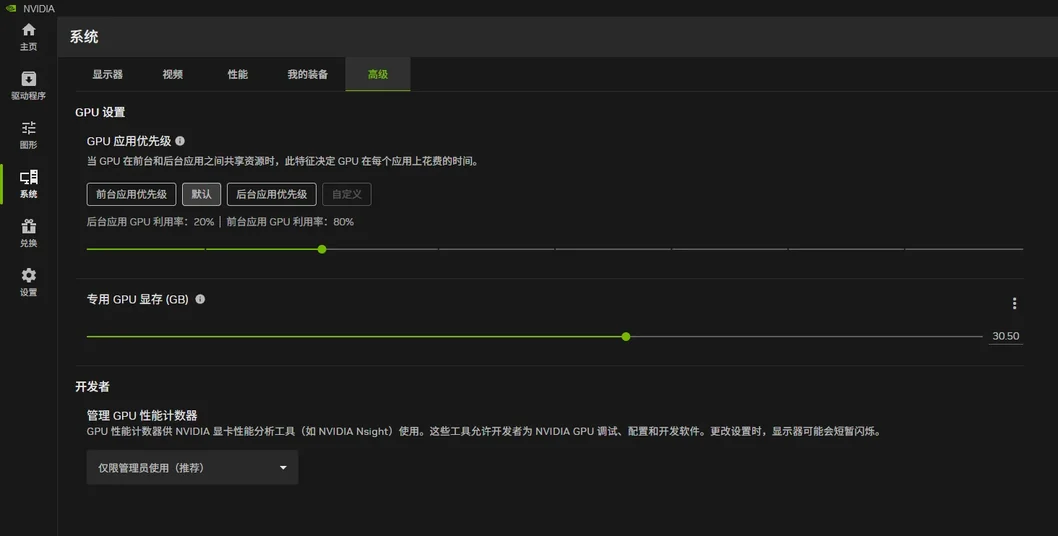 NVIDIA
主页
驱动程序
图形
系统
兑换
设置
系统
显示器 视频 性能 我的装备 高级
GPU 设置
GPU 应用优先级
当 GPU 在前台和后台应用之间共享资源时，此特征决定 GPU 在每个应用上花费的时间。
前台应用优先级 默认 后台应用优先级 自定义
后台应用 GPU 利用率：20% | 前台应用 GPU 利用率：80%
专用 GPU 显存 (GB)
30.50
开发者
管理 GPU 性能计数器
GPU 性能计数器供 NVIDIA 显卡性能分析工具（如 NVIDIA Nsight）使用。这些工具允许开发者为 NVIDIA GPU 调试、配置和开发软件。更改设置时，显示器可能会短暂闪烁。
仅限管理员使用（推荐）